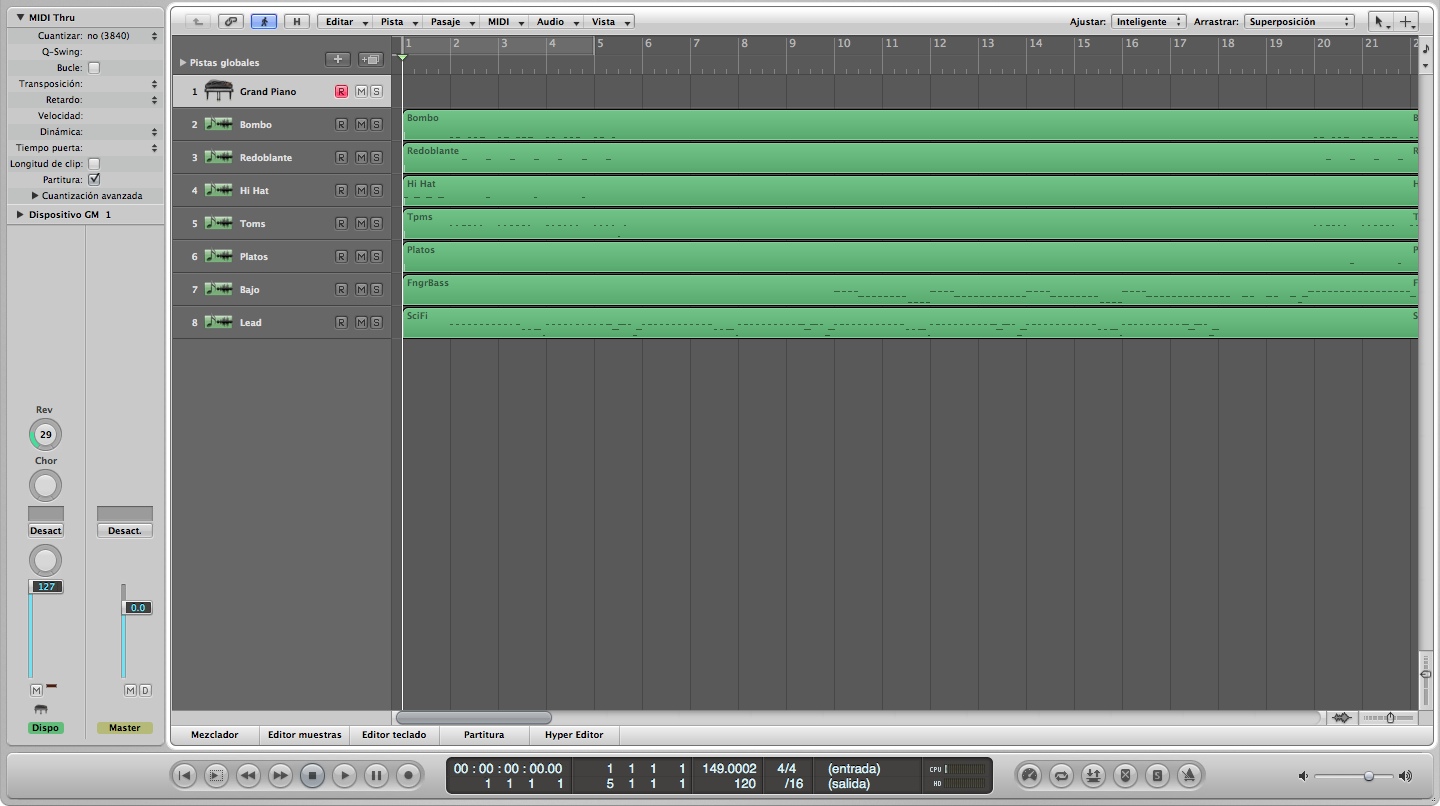 MIDI Thru
Cuantizar: no (3840)
Q-Swing:
Bucle:
Transposición:
Retardo:
Velocidad:
Dinámica:
Tiempo puerta:
Longitud de clip:
Partitura:
Cuantización avanzada
Dispositivo GM 1
Rev
29
Chor
Desact
Desact.
127
0.0
M
M D
Dispo
Master
H Editar Pista Pasaje MIDI Audio Vista Ajustar: Inteligente Arrastrar: Superposición
1 2 3 4 5 6 7 8 9 10 11 12 13 14 15 16 17 18 19 20 21 2
Pistas globales
1 Grand Piano R M S
2 Bombo R M S
Bombo B
3 Redoblante R M S
Redoblante R
4 Hi Hat R M S
Hi Hat H
5 Toms R M S
Tpms T
6 Platos R M S
Platos P
7 Bajo R M S
FngrBass F
8 Lead R M S
SciFi S
Mezclador Editor muestras Editor teclado Partitura Hyper Editor
00 : 00 : 00 : 00.00 1 1 1 1 149.0002 4/4 (entrada) CPU
1 1 1 1 5 1 1 1 120 /16 (salida) HD
S